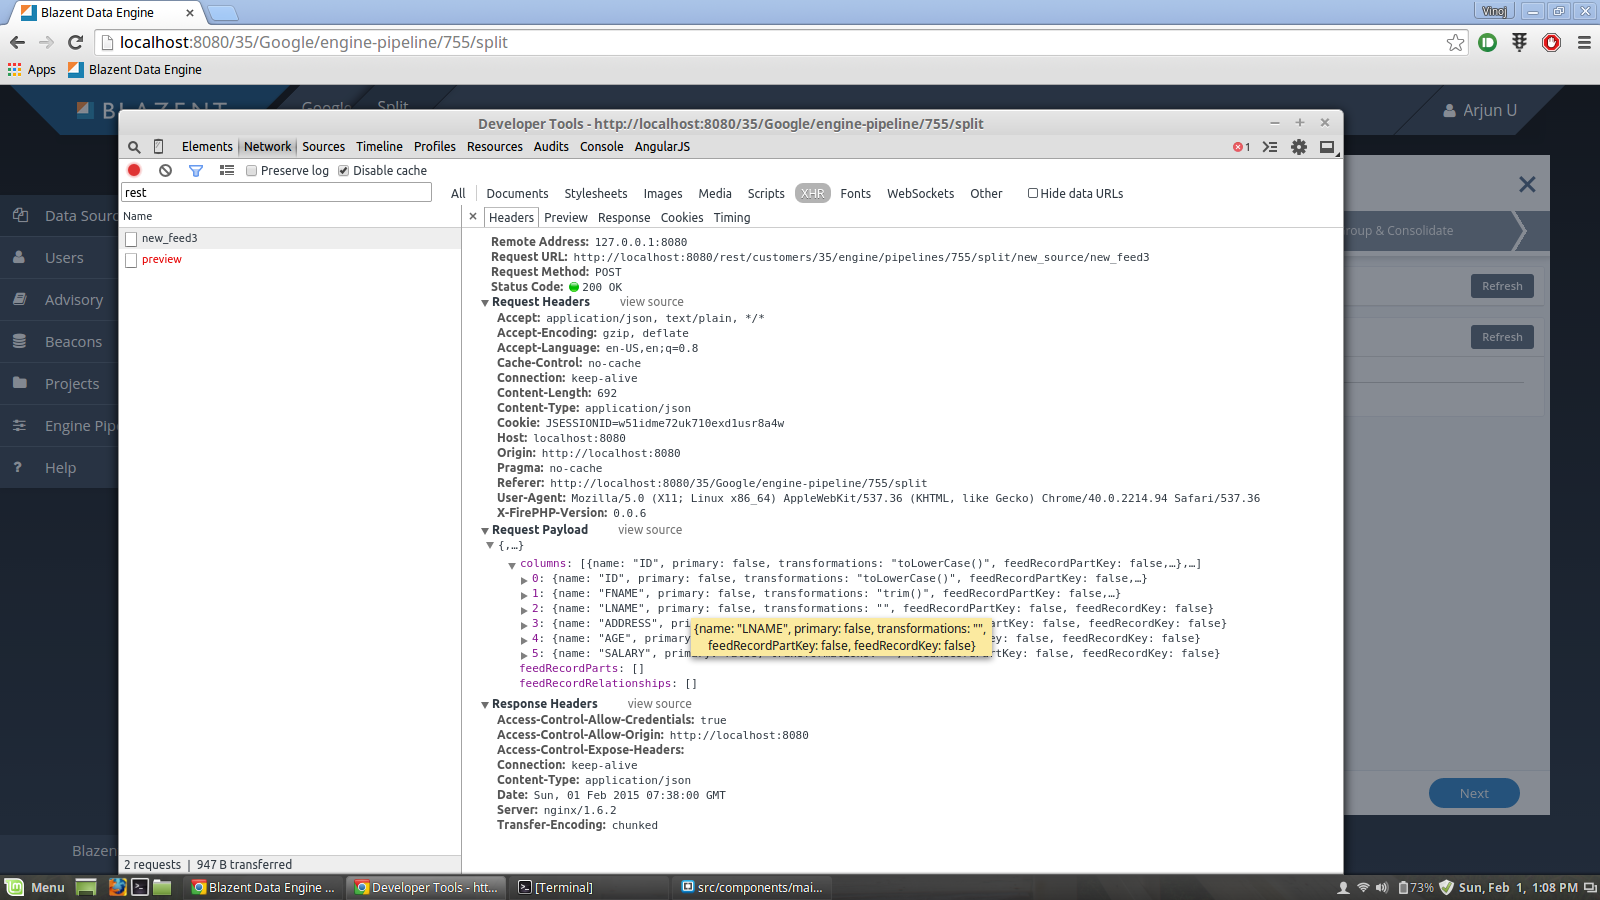 Blazent Data Engine
Vinoj
localhost:8080/35/Google/engine-pipeline/755/split
Apps
Blazent Data Engine
BLAZENT
Google
Split
Arjun U
Developer Tools - http://localhost:8080/35/Google/engine-pipeline/755/split
Elements Network Sources Timeline Profiles Resources Audits Console AngularJS
1
Preserve log
Disable cache
rest
All Documents Stylesheets Images Media Scripts XHR Fonts WebSockets Other Hide data URLs
Name
new_feed3
preview
Headers Preview Response Cookies Timing
Remote Address: 127.0.0.1:8080
Request URL: http://localhost:8080/rest/customers/35/engine/pipelines/755/split/new_source/new_feed3
Request Method: POST
Status Code: 200 OK
Request Headers view source
Accept: application/json, text/plain, */*
Accept-Encoding: gzip, deflate
Accept-Language: en-US,en;q=0.8
Cache-Control: no-cache
Connection: keep-alive
Content-Length: 692
Content-Type: application/json
Cookie: JSESSIONID=w51idme72uk710exd1usr8a4w
Host: localhost:8080
Origin: http://localhost:8080
Pragma: no-cache
Referer: http://localhost:8080/35/Google/engine-pipeline/755/split
User-Agent: Mozilla/5.0 (X11; Linux x86_64) AppleWebKit/537.36 (KHTML, like Gecko) Chrome/40.0.2214.94 Safari/537.36
X-FirePHP-Version: 0.0.6
Request Payload view source
{,…}
columns: [{name: "ID", primary: false, transformations: "toLowerCase()", feedRecordPartKey: false,…},…]
0: {name: "ID", primary: false, transformations: "toLowerCase()", feedRecordPartKey: false,…}
1: {name: "FNAME", primary: false, transformations: "trim()", feedRecordPartKey: false,…}
2: {name: "LNAME", primary: false, transformations: "", feedRecordPartKey: false, feedRecordKey: false}
3: {name: "ADDRESS", rtKey: false, feedRecordKey: false}
4: {name: "AGE", prima Key: false, feedRecordKey: false}
5: {name: "SALARY", prim ey: false, feedRecordKey: false}
{name: "LNAME", primary: false, transformations: "",
feedRecordPartKey: false, feedRecordKey: false}
feedRecordParts: []
feedRecordRelationships: []
Response Headers view source
Access-Control-Allow-Credentials: true
Access-Control-Allow-Origin: http://localhost:8080
Access-Control-Expose-Headers:
Connection: keep-alive
Content-Type: application/json
Date: Sun, 01 Feb 2015 07:38:00 GMT
Server: nginx/1.6.2
Transfer-Encoding: chunked
2 requests | 947 B transferred
Data Sourc
Users
Advisory
Beacons
Projects
Engine Pip
Help
Blazen
roup & Consolidate
Refresh
Refresh
Next
Menu
Blazent Data Engine ...
Developer Tools - htt...
[Terminal]
src/components/mai...
73%
Sun, Feb 1, 1:08 PM